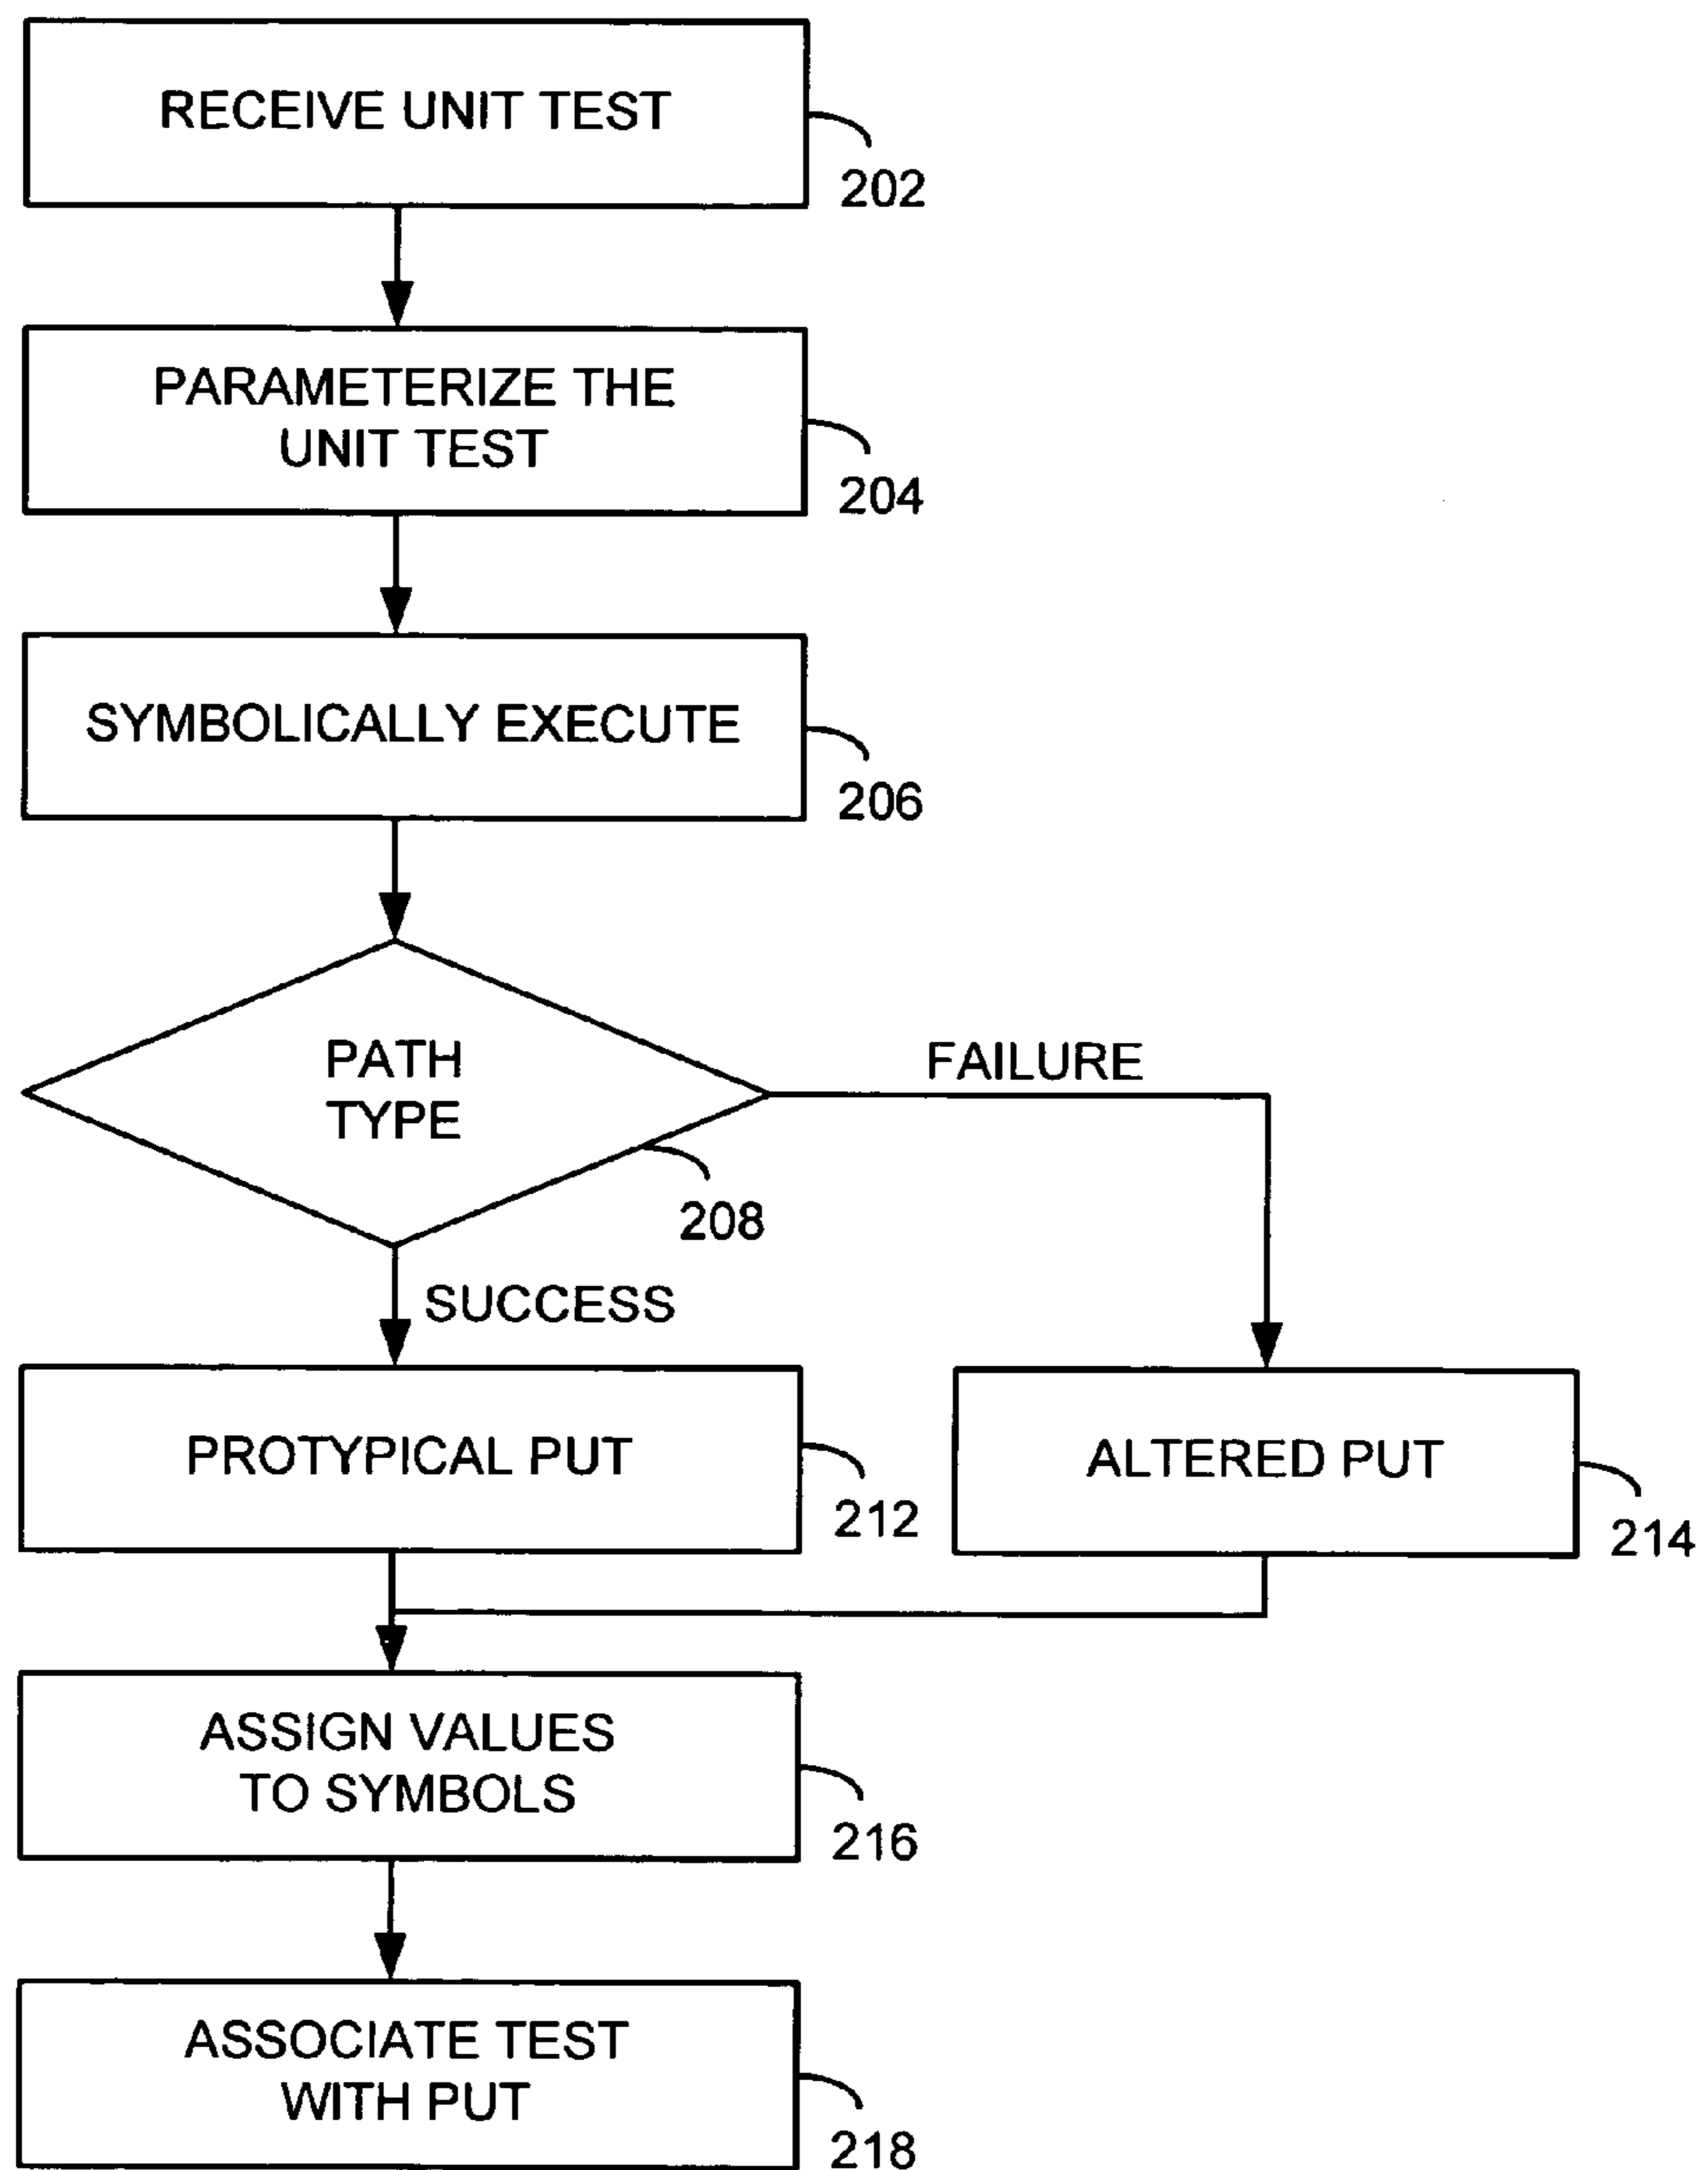 RECEIVE UNIT TEST
202
PARAMETERIZE THE
UNIT TEST
204
SYMBOLICALLY EXECUTE
206
PATH
TYPE
208
FAILURE
SUCCESS
PROTYPICAL PUT
212
ALTERED PUT
214
ASSIGN VALUES
TO SYMBOLS
216
ASSOCIATE TEST
WITH PUT
218